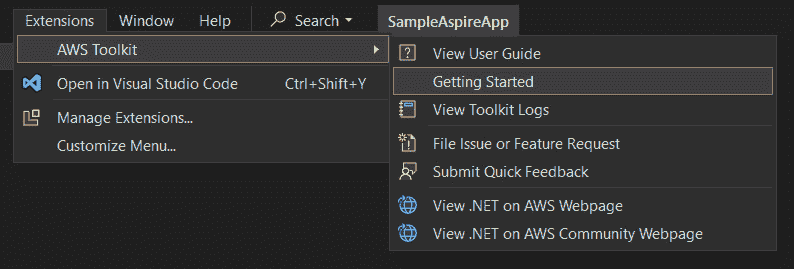 Extensions Window Help Search SampleAspireApp
AWS Toolkit
Open in Visual Studio Code Ctrl+Shift+Y
Manage Extensions...
Customize Menu...
View User Guide
Getting Started
View Toolkit Logs
File Issue or Feature Request
Submit Quick Feedback
View .NET on AWS Webpage
View .NET on AWS Community Webpage